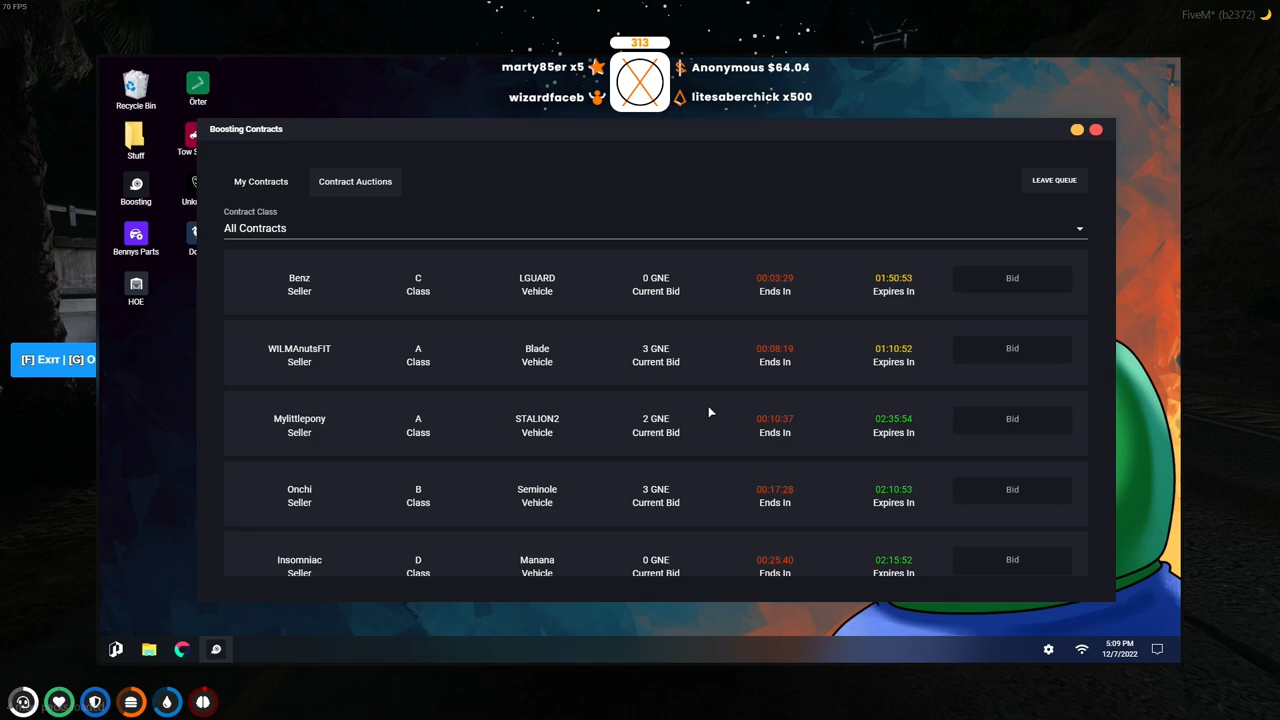 70 FPS
FiveM* (b2372)
313
marty85er x5
Anonymous $64.04
wizardfaceb
litesaberchick x500
Recycle Bin
Örter
Stuff
Tow S
Boosting
Unk
Bennys Parts
Do
HOE
[F] Exit | [G] O
Boosting Contracts
My Contracts
Contract Auctions
LEAVE QUEUE
Contract Class
All Contracts
Benz C LGUARD 0 GNE 00:03:29 01:50:53 Bid
Seller Class Vehicle Current Bid Ends In Expires In
WILMAnutsFIT A Blade 3 GNE 00:08:19 01:10:52 Bid
Seller Class Vehicle Current Bid Ends In Expires In
Mylittlepony A STALION2 2 GNE 00:10:37 02:35:54 Bid
Seller Class Vehicle Current Bid Ends In Expires In
Onchi B Seminole 3 GNE 00:17:28 02:10:53 Bid
Seller Class Vehicle Current Bid Ends In Expires In
Insomniac D Manana 0 GNE 00:25:40 02:15:52 Bid
Seller Class Vehicle Current Bid Ends In Expires In
5:09 PM
12/7/2022